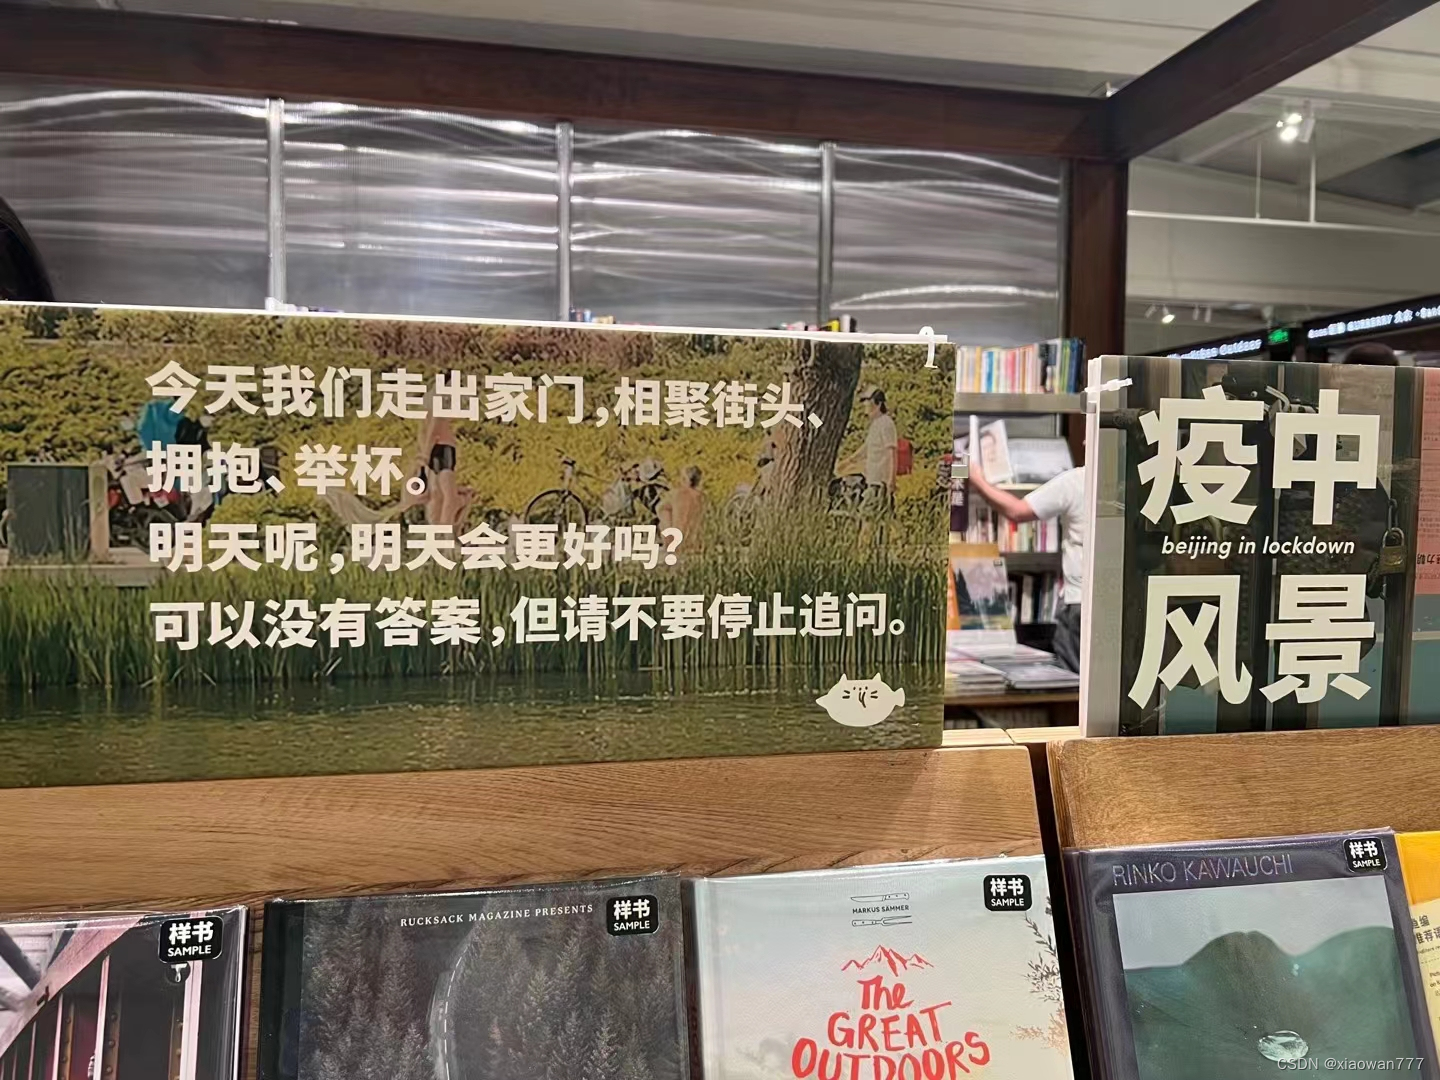 今天我们走出家门,相聚街头、
拥抱、举杯。
明天呢,明天会更好吗?
可以没有答案,但请不要停止追问。
疫中
beijing in lockdown
风景
样书
SAMPLE
RUCKSACK MAGAZINE PRESENTS
样书
SAMPLE
MARKUS SÄMMER
The
GREAT
OUTDOORS
样书
SAMPLE
RINKO KAWAUCHI
样书
SAMPLE
CSDN @xiaowan777